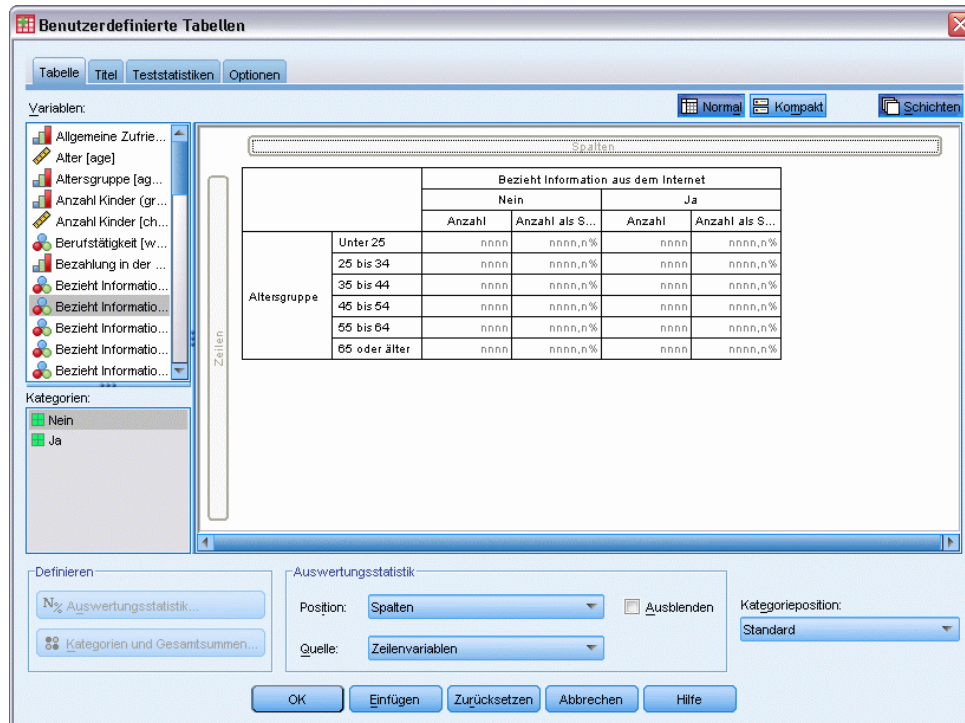 Benutzerdefinierte Tabellen
Tabelle Titel Teststatistiken Optionen
Variablen:
Normal Kompakt Schichten
Allgemeine Zufrie...
Alter [age]
Altersgruppe [ag...
Anzahl Kinder (gr...
Anzahl Kinder [ch...
Berufstätigkeit [w...
Bezahlung in der ...
Bezieht Informatio...
Bezieht Informatio...
Bezieht Informatio...
Bezieht Informatio...
Bezieht Informatio...
Kategorien:
Nein
Ja
Spalten
Zeilen
Bezieht Information aus dem Internet
Nein Ja
Anzahl Anzahl als S... Anzahl Anzahl als S...
Altersgruppe
Unter 25 nnnn nnnn,n% nnnn nnnn,n%
25 bis 34 nnnn nnnn,n% nnnn nnnn,n%
35 bis 44 nnnn nnnn,n% nnnn nnnn,n%
45 bis 54 nnnn nnnn,n% nnnn nnnn,n%
55 bis 64 nnnn nnnn,n% nnnn nnnn,n%
65 oder älter nnnn nnnn,n% nnnn nnnn,n%
Definieren
N% Auswertungsstatistik...
Kategorien und Gesamtsummen...
Auswertungsstatistik
Position: Spalten Ausblenden
Quelle: Zeilenvariablen
Kategorieposition:
Standard
OK Einfügen Zurücksetzen Abbrechen Hilfe